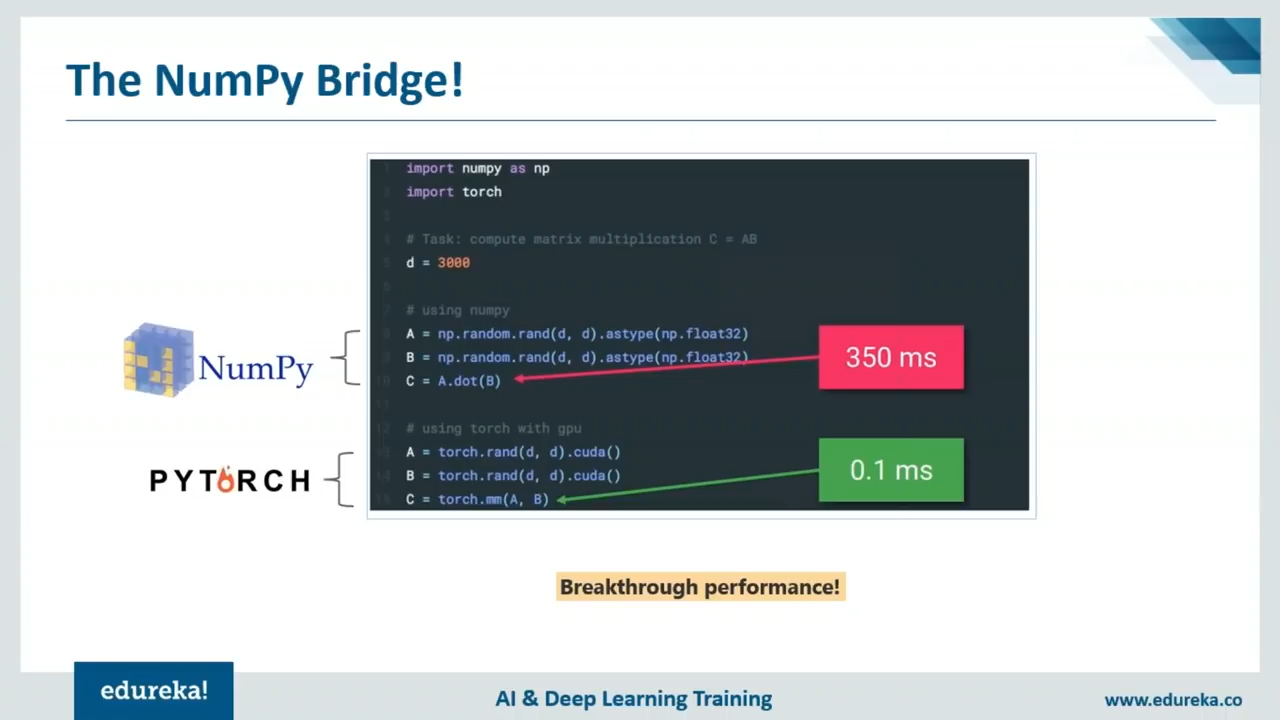 The NumPy Bridge!
import numpy as np
import torch
# Task: compute matrix multiplication C = AB
d = 3000
# using numpy
A = np.random.rand(d, d).astype(np.float32)
B = np.random.rand(d, d).astype(np.float32)
C = A.dot(B)
350 ms
NumPy
# using torch with gpu
A = torch.rand(d, d).cuda()
B = torch.rand(d, d).cuda()
C = torch.mm(A, B)
0.1 ms
PYTORCH
Breakthrough performance!
edureka!
AI & Deep Learning Training
www.edureka.co